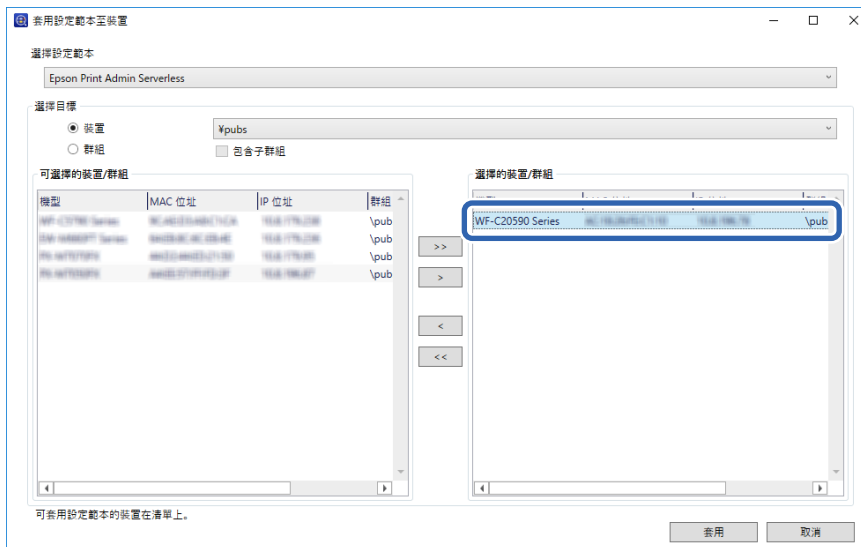 套用設定範本至裝置
選擇設定範本
Epson Print Admin Serverless
選擇目標
裝置 ¥pubs
群組 包含子群組
可選擇的裝置/群組
機型 MAC 位址 IP 位址 群組
\pub
\pub
\pub
\pub
>>
>
<
<<
選擇的裝置/群組
WF-C20590 Series \pub
可套用設定範本的裝置在清單上。
套用 取消